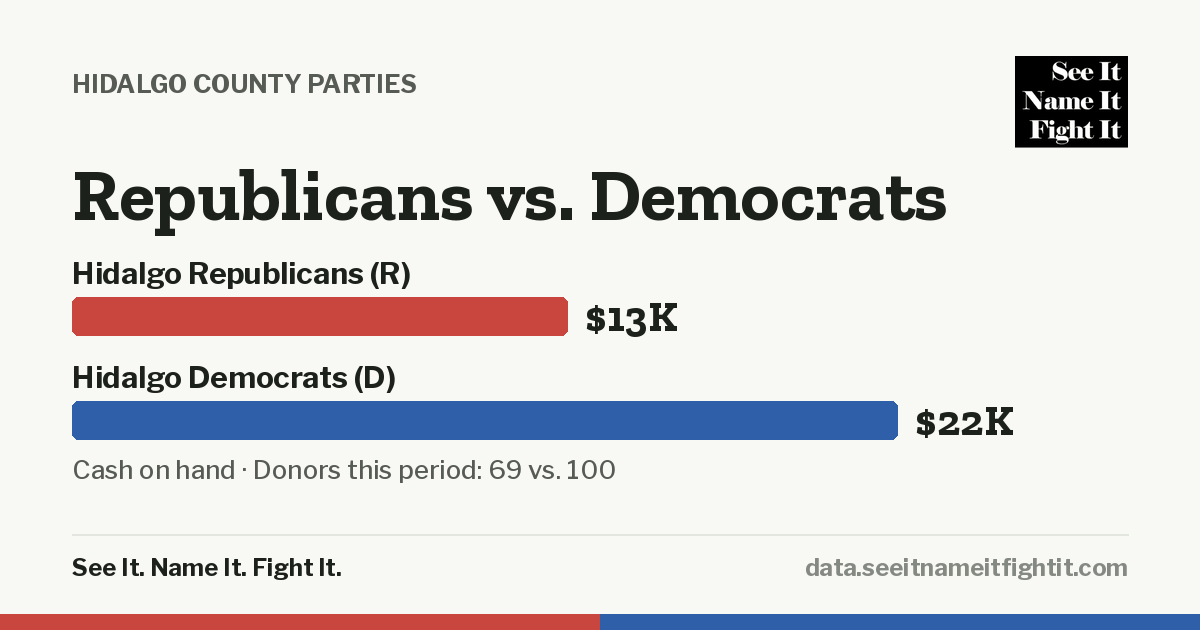 HIDALGO COUNTY PARTIES
See It
Name It
Fight It
Republicans vs. Democrats
Hidalgo Republicans (R)
$13K
Hidalgo Democrats (D)
$22K
Cash on hand · Donors this period: 69 vs. 100
See It. Name It. Fight It.
data.seeitnameitfightit.com